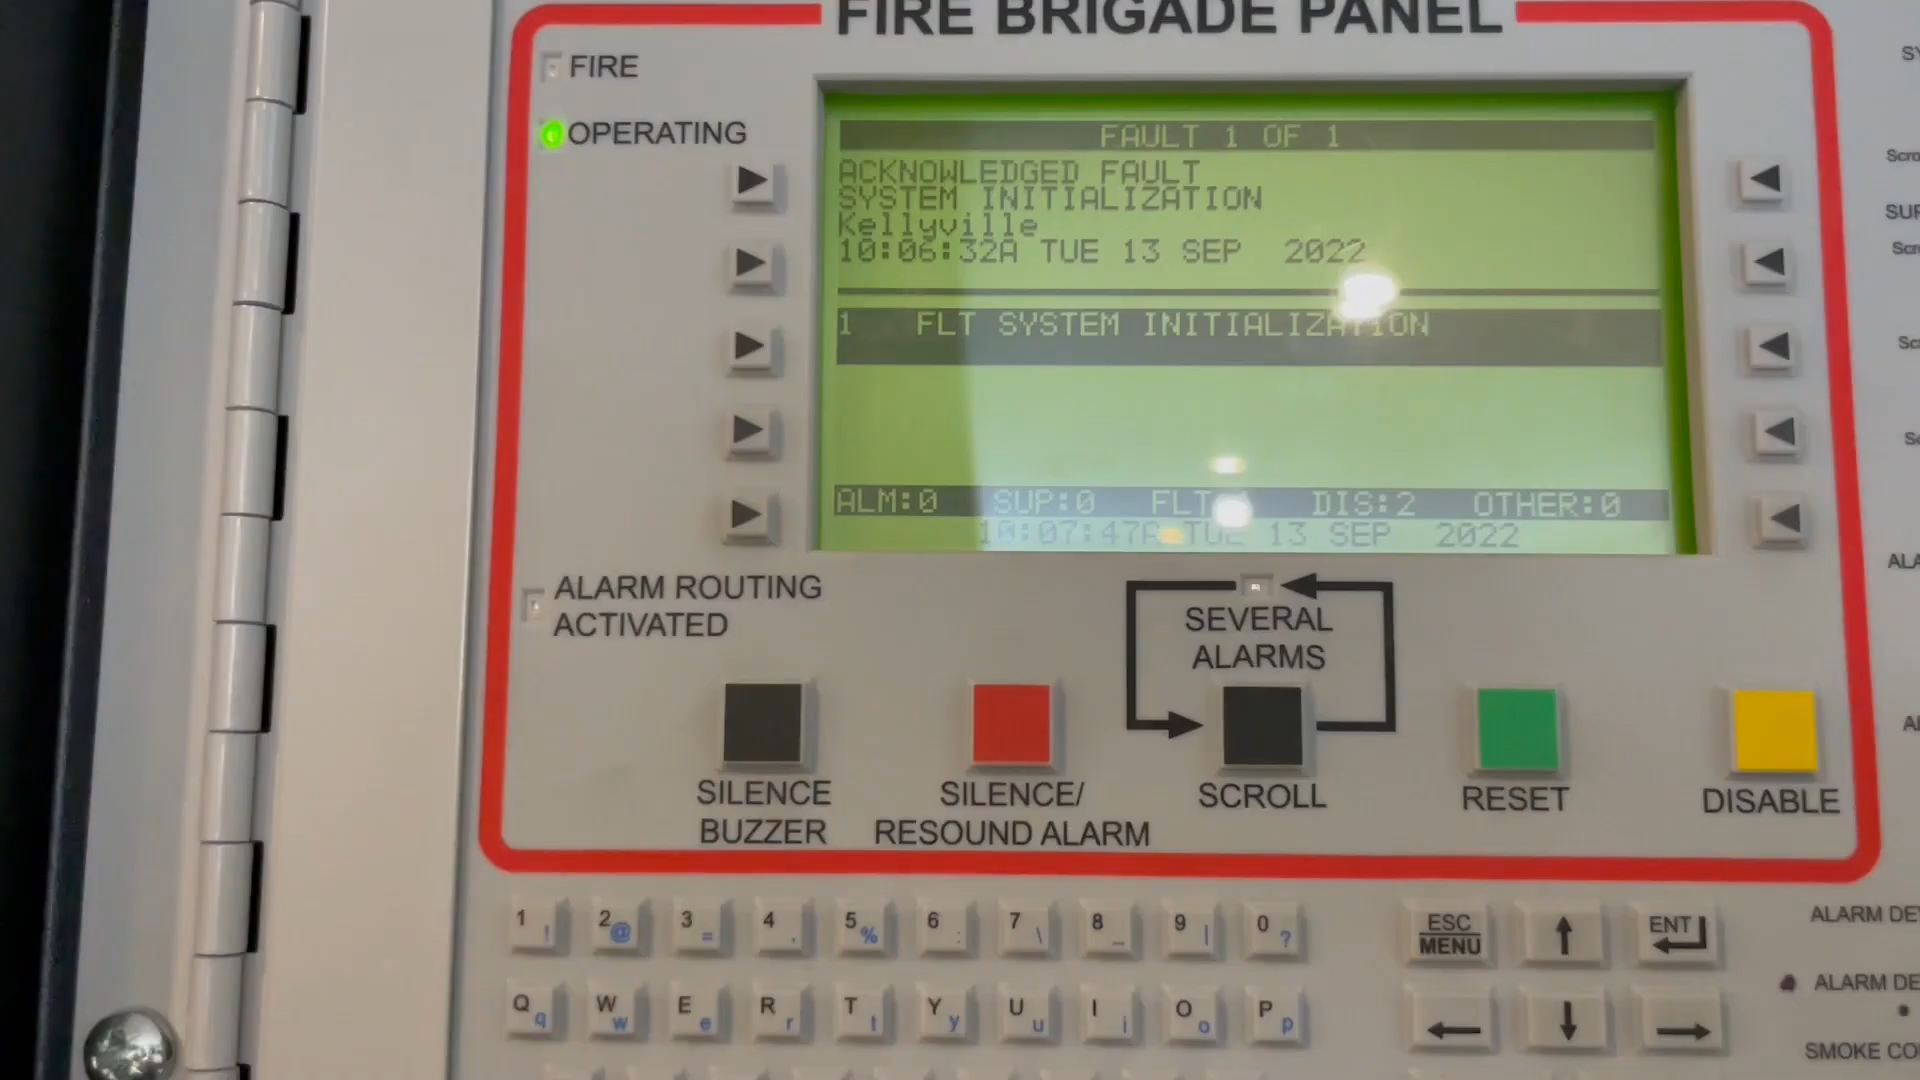 FIRE BRIGADE PANEL
FIRE
OPERATING
FAULT 1 OF 1
ACKNOWLEDGED FAULT
SYSTEM INITIALIZATION
Kellyville
10:06:32A TUE 13 SEP 2022
1 FLT SYSTEM INITIALIZATION
ALM:0 SUP:0 FLT DIS:2 OTHER:0
10:07:47A TUE 13 SEP 2022
ALARM ROUTING
ACTIVATED
SEVERAL
ALARMS
SILENCE
BUZZER
SILENCE/
RESOUND ALARM
SCROLL
RESET
DISABLE
1 ! 2 @ 3 = 4 . 5 % 6 : 7 \ 8 _ 9 | 0 ?
ESC
MENU
ENT
Q q W w E e R r T t Y y U u I i O o P p
ALARM DE
SMOKE CO